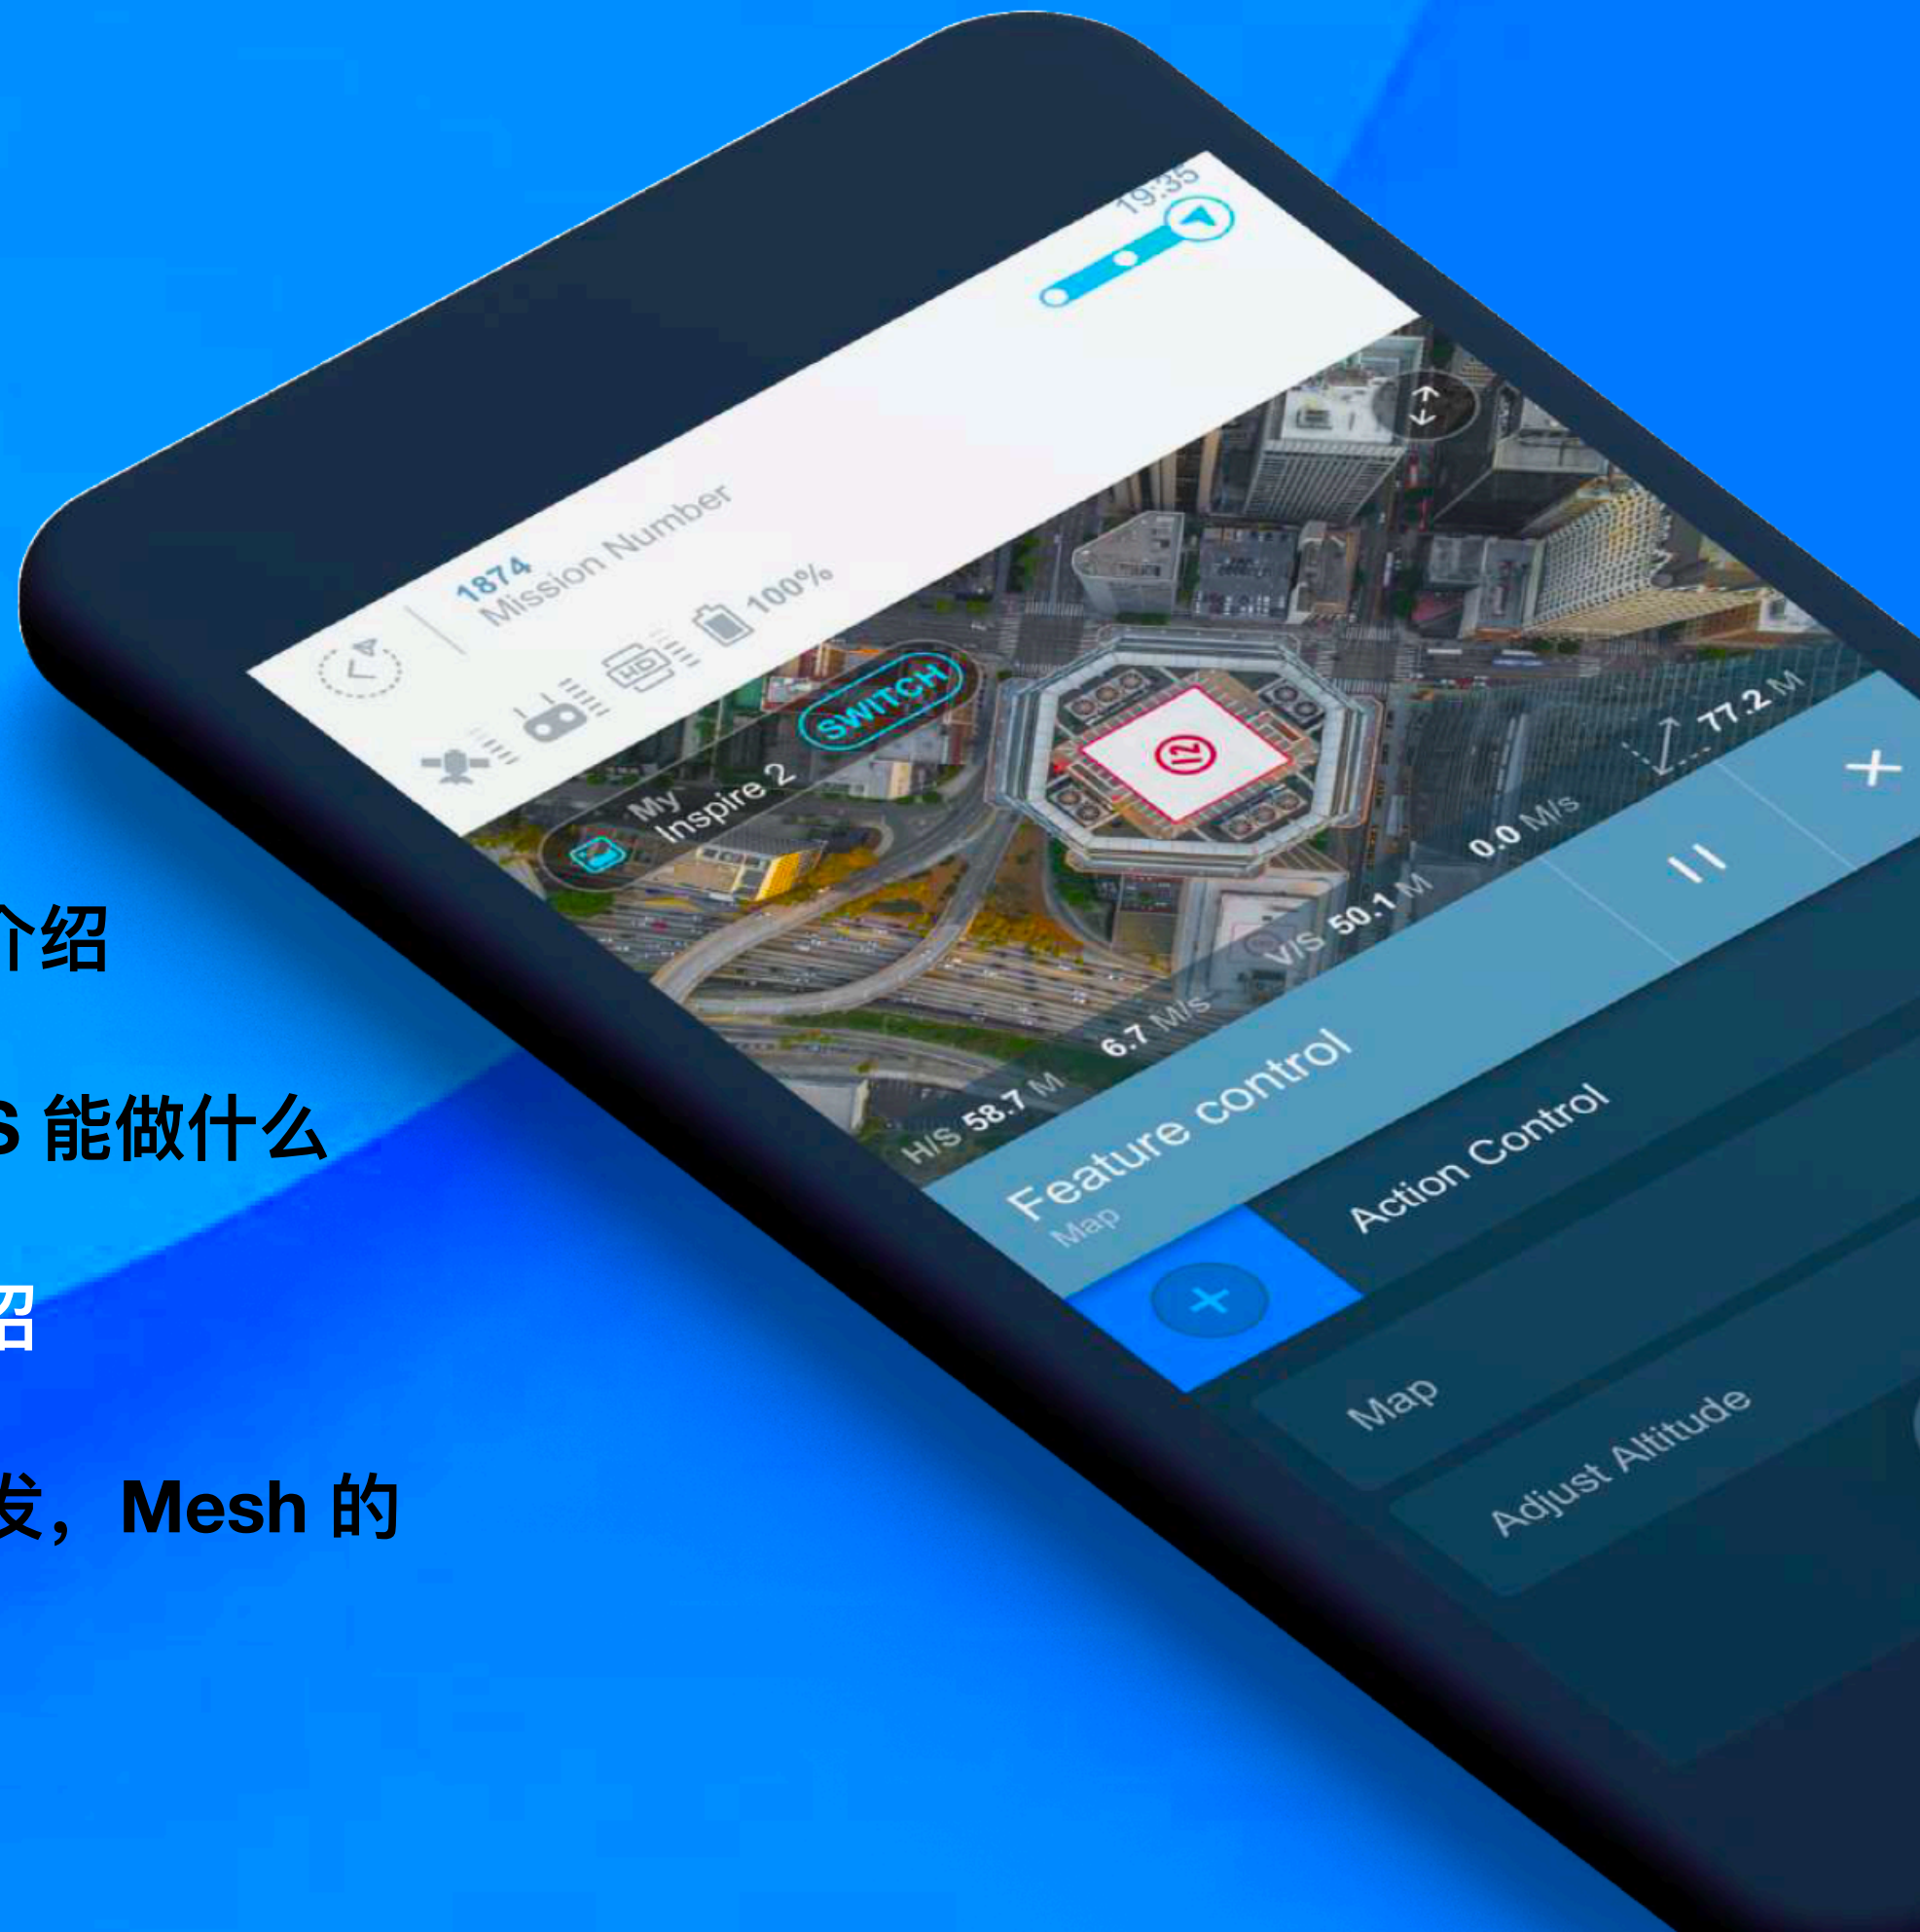 19:35
1874
Mission Number
HD
100%
SWITCH
My
Inspire 2
77.2 M
0.0 M/s
V/S 50.1 M
6.7 M/s
H/S 58.7 M
Feature control
Map
Action Control
Map
Adjust Altitude
介绍
S 能做什么
绍
发，Mesh 的